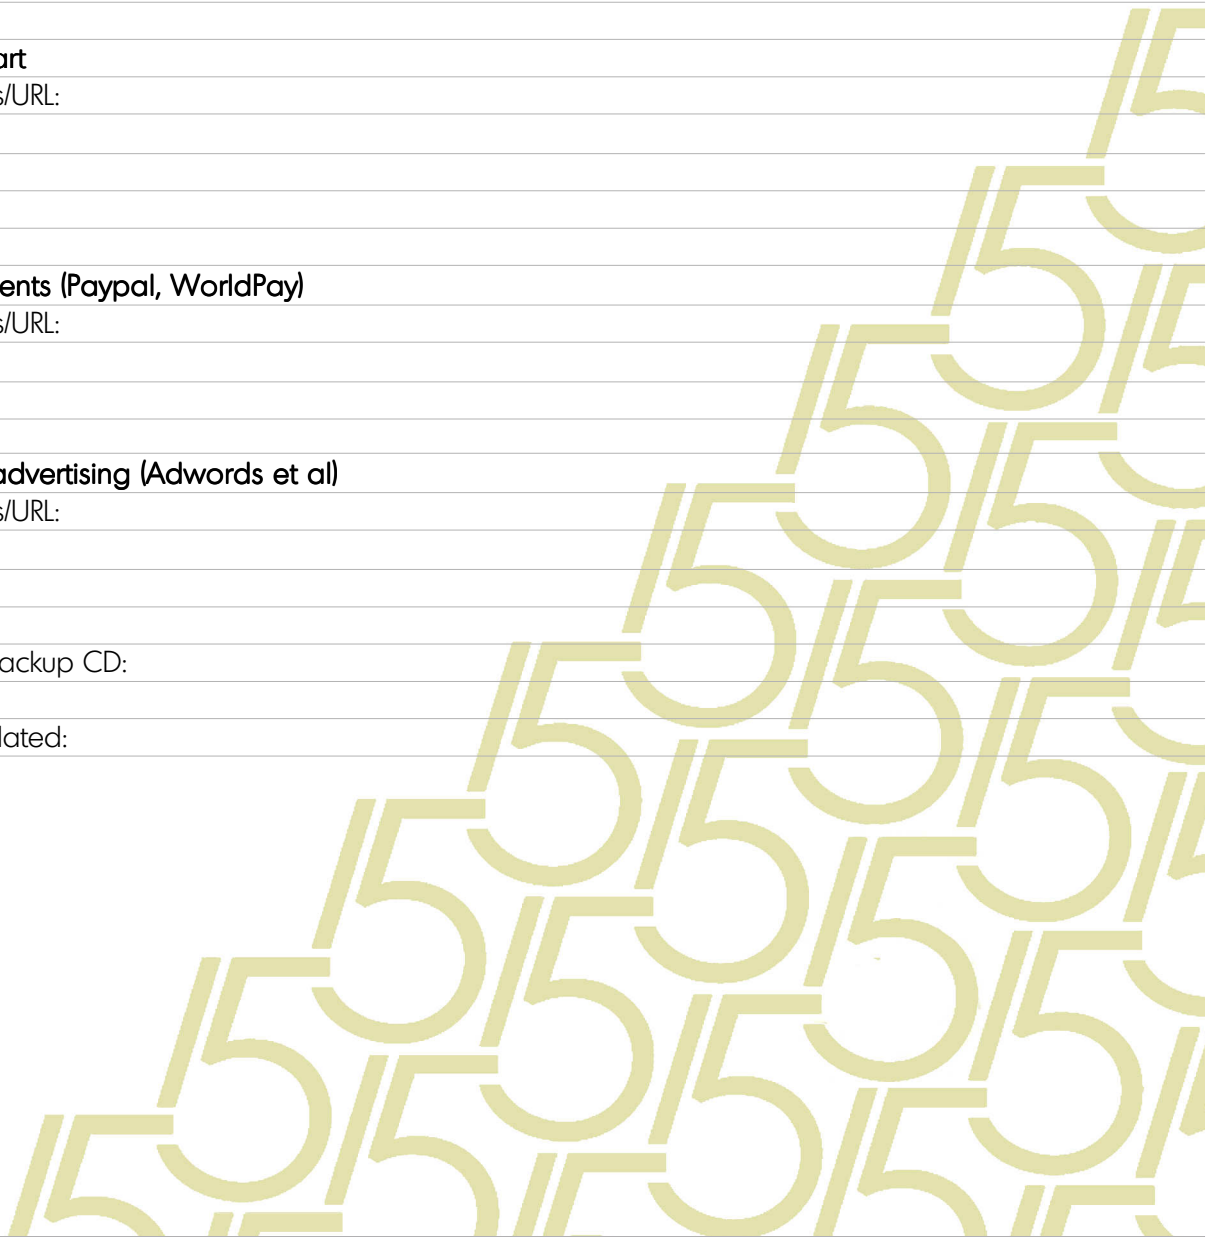 art
s/URL:
ents (Paypal, WorldPay)
s/URL:
advertising (Adwords et al)
s/URL:
ackup CD:
lated: